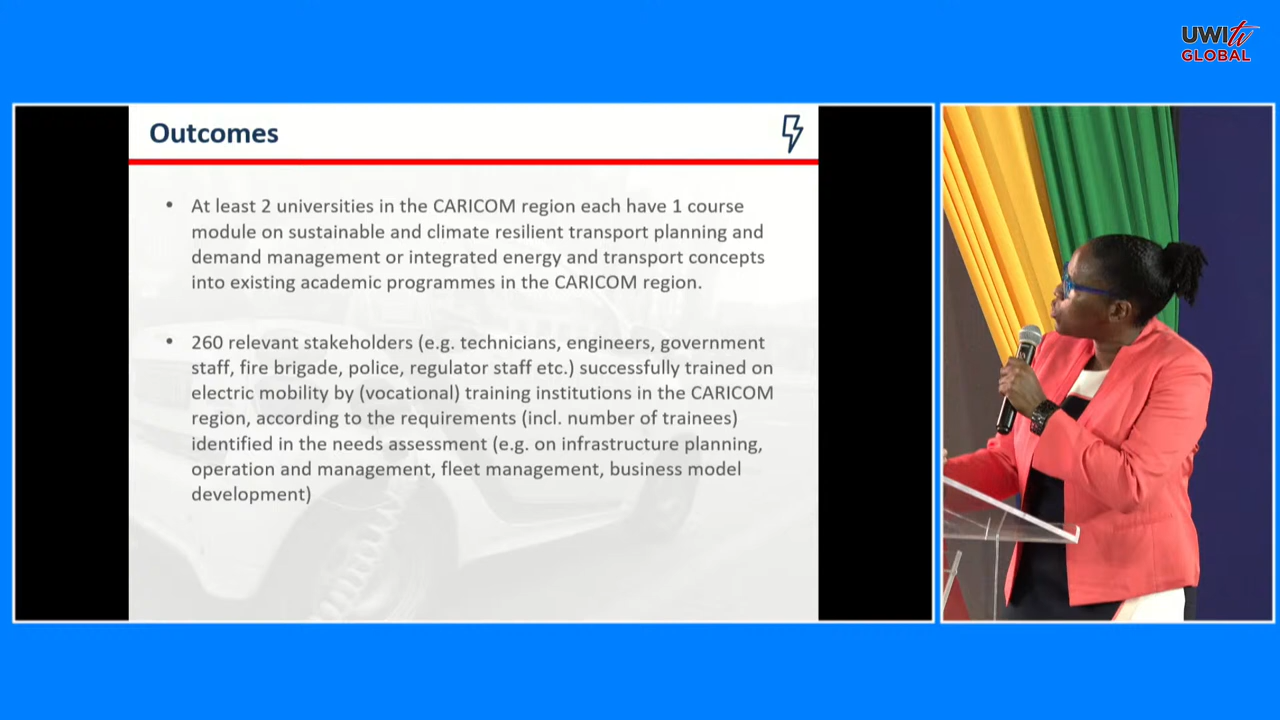 UWItv
GLOBAL
Outcomes
• At least 2 universities in the CARICOM region each have 1 course
module on sustainable and climate resilient transport planning and
demand management or integrated energy and transport concepts
into existing academic programmes in the CARICOM region.
• 260 relevant stakeholders (e.g. technicians, engineers, government
staff, fire brigade, police, regulator staff etc.) successfully trained on
electric mobility by (vocational) training institutions in the CARICOM
region, according to the requirements (incl. number of trainees)
identified in the needs assessment (e.g. on infrastructure planning,
operation and management, fleet management, business model
development)